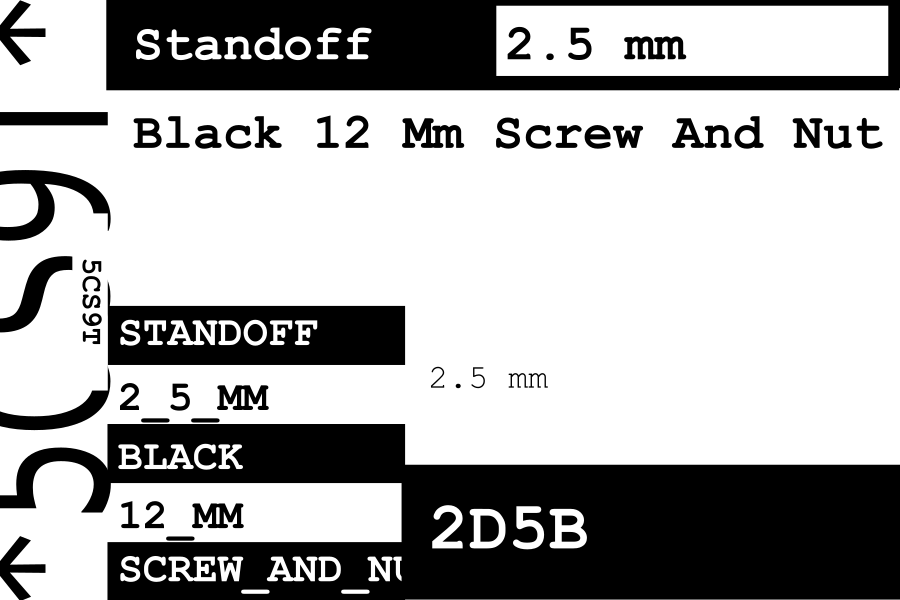 Standoff 2.5 mm
Black 12 Mm Screw And Nut
5CS9T
5CS9T
STANDOFF
2_5_MM
2.5 mm
BLACK
12_MM
2D5B
SCREW_AND_NU